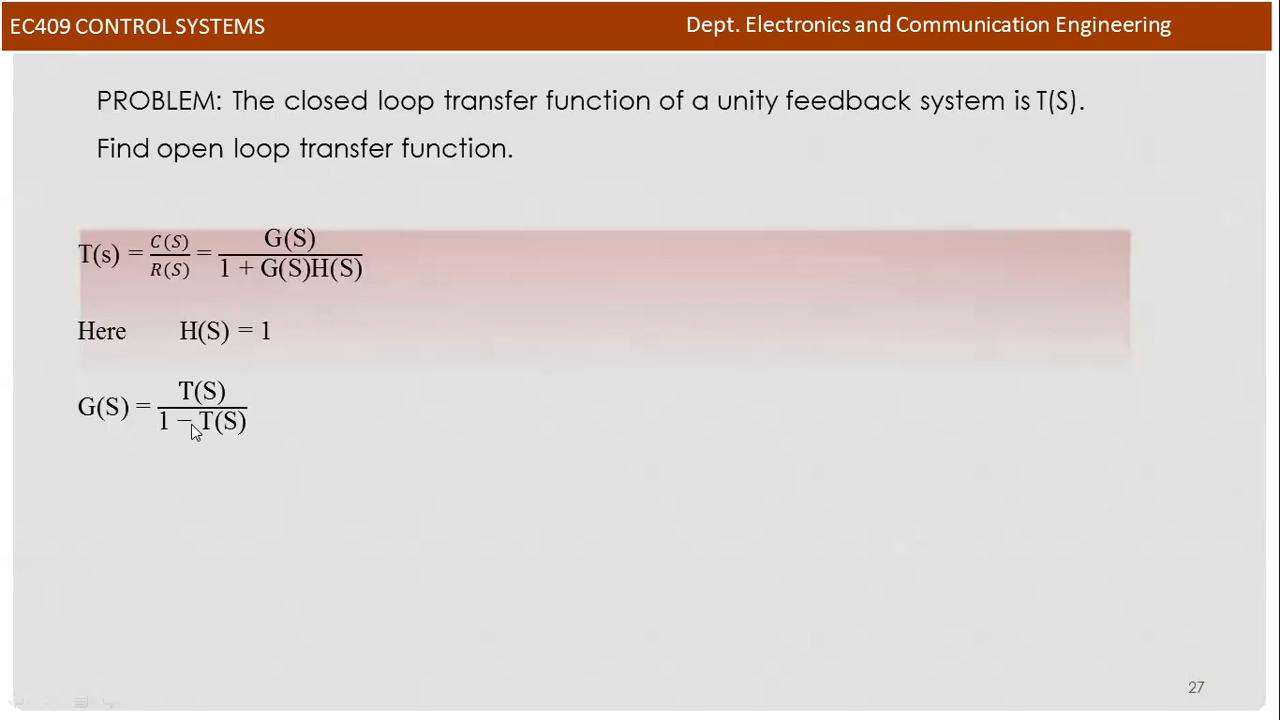 EC409 CONTROL SYSTEMS
Dept. Electronics and Communication Engineering
PROBLEM: The closed loop transfer function of a unity feedback system is T(S).
Find open loop transfer function.
T(s) = C(S)/R(S) = G(S)/1 + G(S)H(S)
Here H(S) = 1
G(S) = T(S)/1 − T(S)
27